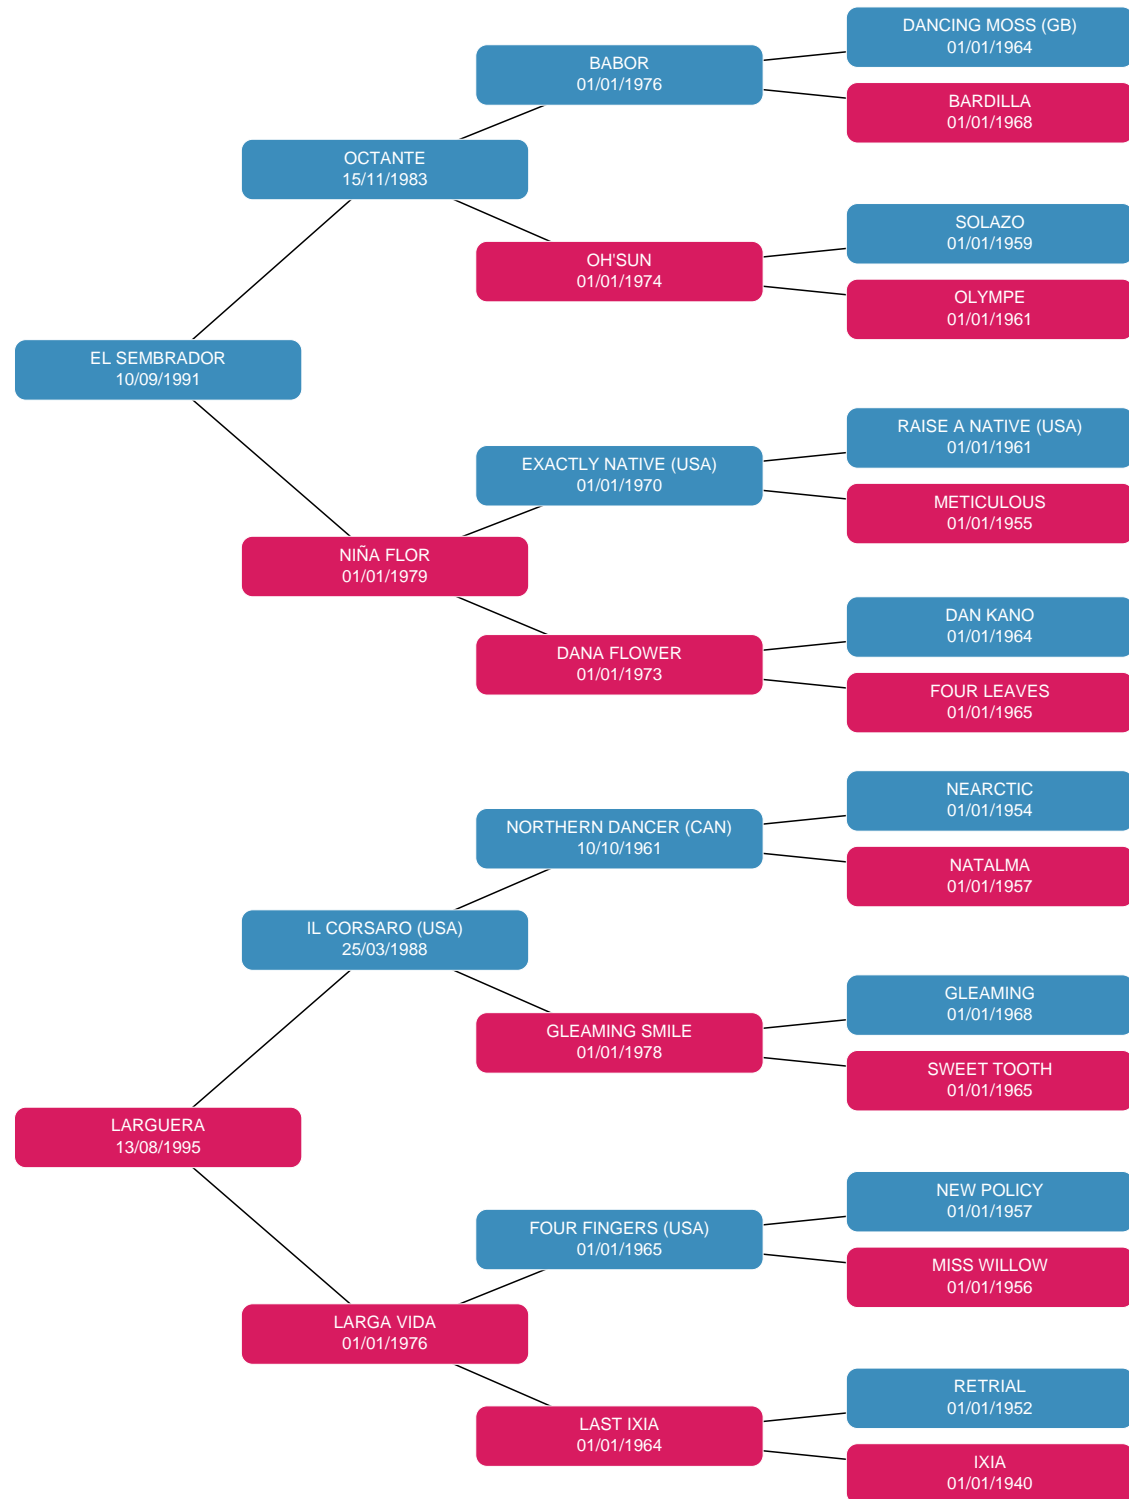 DANCING MOSS (GB)
01/01/1964
BABOR
01/01/1976
BARDILLA
01/01/1968
OCTANTE
15/11/1983
SOLAZO
01/01/1959
OH'SUN
01/01/1974
OLYMPE
01/01/1961
EL SEMBRADOR
10/09/1991
RAISE A NATIVE (USA)
01/01/1961
EXACTLY NATIVE (USA)
01/01/1970
METICULOUS
01/01/1955
NIÑA FLOR
01/01/1979
DAN KANO
01/01/1964
DANA FLOWER
01/01/1973
FOUR LEAVES
01/01/1965
NEARCTIC
01/01/1954
NORTHERN DANCER (CAN)
10/10/1961
NATALMA
01/01/1957
IL CORSARO (USA)
25/03/1988
GLEAMING
01/01/1968
GLEAMING SMILE
01/01/1978
SWEET TOOTH
01/01/1965
LARGUERA
13/08/1995
NEW POLICY
01/01/1957
FOUR FINGERS (USA)
01/01/1965
MISS WILLOW
01/01/1956
LARGA VIDA
01/01/1976
RETRIAL
01/01/1952
LAST IXIA
01/01/1964
IXIA
01/01/1940